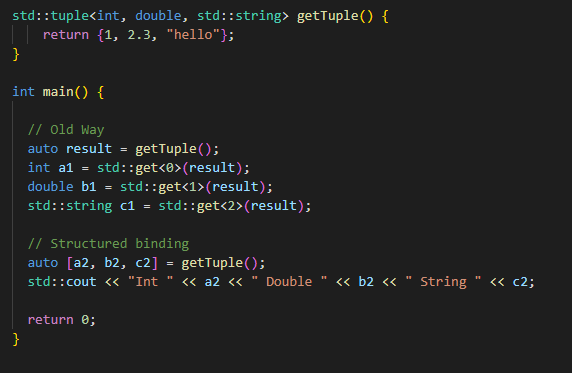 std::tuple<int, double, std::string> getTuple() {
    return {1, 2.3, "hello"};
}

int main() {

  // Old Way
  auto result = getTuple();
  int a1 = std::get<0>(result);
  double b1 = std::get<1>(result);
  std::string c1 = std::get<2>(result);

  // Structured binding
  auto [a2, b2, c2] = getTuple();
  std::cout << "Int " << a2 << " Double " << b2 << " String " << c2;

  return 0;
}